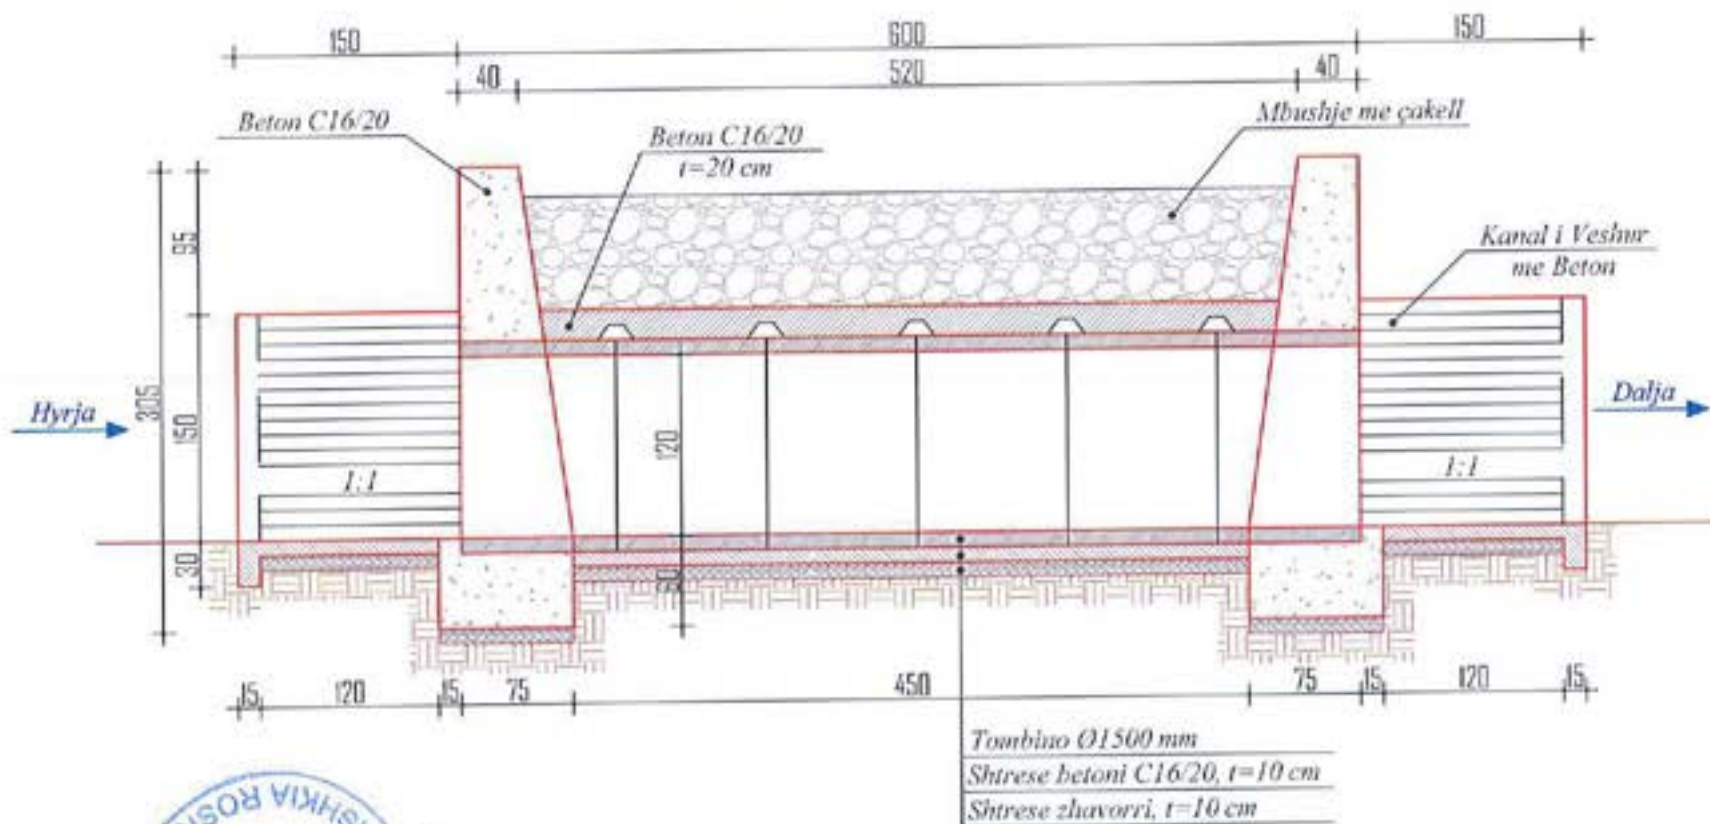 150
600
150
40
520
40
Beton C16/20
Beton C16/20
t=20 cm
Mbushje me çakell
Kanal i Veshur
me Beton
95
305
150
30
120
Hyrja
Dalja
1:1
1:1
15
120
15
75
450
75
15
120
15
Tombino Ø1500 mm
Shtrese betoni C16/20, t=10 cm
Shtrese zhavorri, t=10 cm
SHKIA ROS